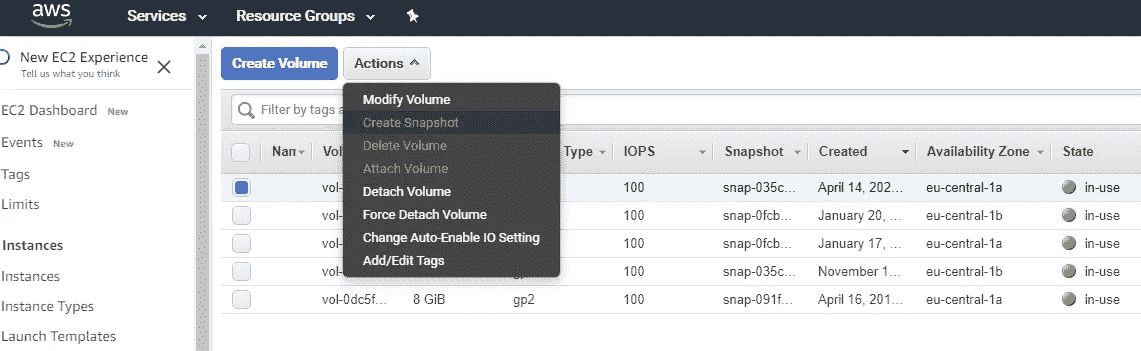 aws
Services
Resource Groups
New EC2 Experience
Tell us what you think
EC2 Dashboard New
Events New
Tags
Limits
Instances
Instances
Instance Types
Launch Templates
Create Volume
Actions
Modify Volume
Create Snapshot
Delete Volume
Attach Volume
Detach Volume
Force Detach Volume
Change Auto-Enable IO Setting
Add/Edit Tags
Filter by tags a
Nam Vol Type IOPS Snapshot Created Availability Zone State
vol- 100 snap-035c... April 14, 202... eu-central-1a in-use
vol- 100 snap-0fcb... January 20, ... eu-central-1b in-use
vol- 100 snap-0fcb... January 17, ... eu-central-1b in-use
vol- 100 snap-035c... November 1... eu-central-1b in-use
vol-0dc5f... 8 GiB gp2 100 snap-091f... April 16, 201... eu-central-1a in-use